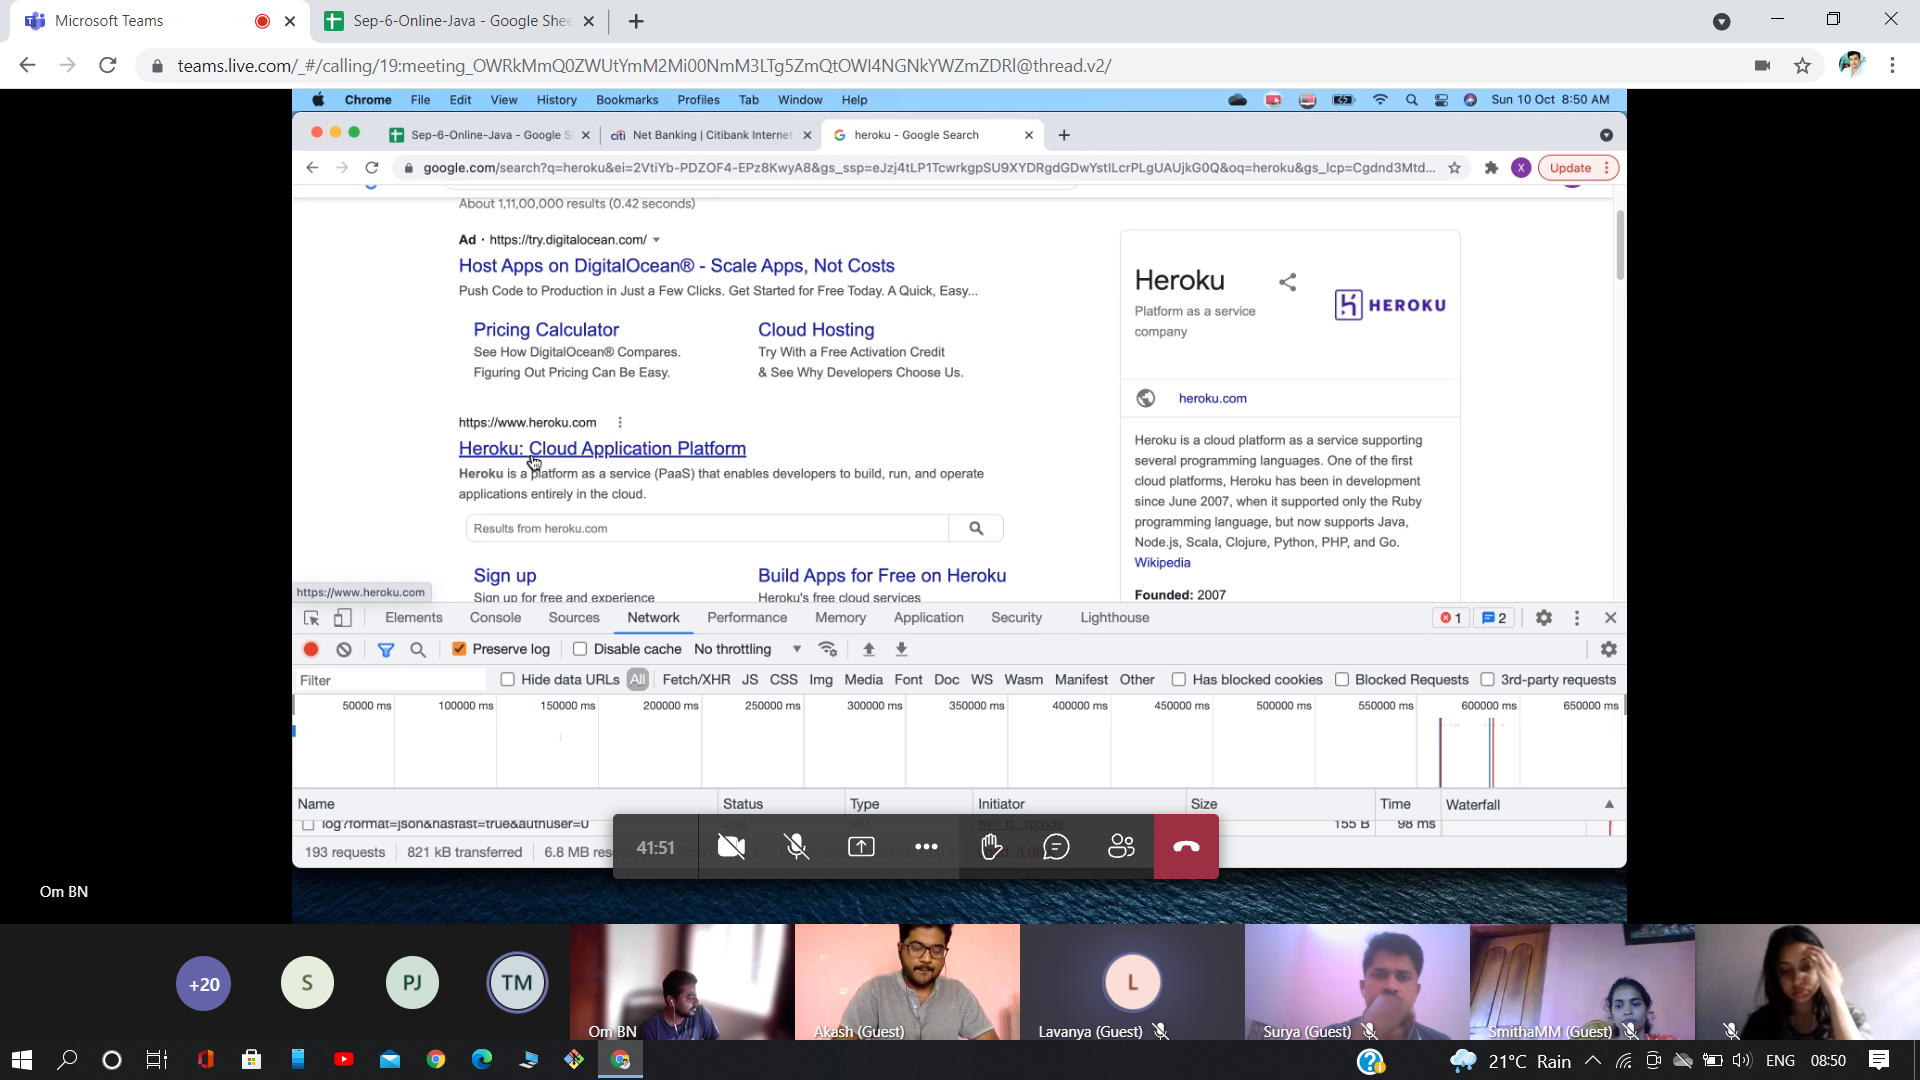 Microsoft Teams
Sep-6-Online-Java - Google Shee
teams.live.com/_#/calling/19:meeting_OWRkMmQ0ZWUtYmM2Mi00NmM3LTg5ZmQtOWI4NGNkYWZmZDRl@thread.v2/
Chrome File Edit View History Bookmarks Profiles Tab Window Help
Sun 10 Oct 8:50 AM
Sep-6-Online-Java - Google S
citi Net Banking | Citibank Internet
heroku - Google Search
google.com/search?q=heroku&ei=2VtiYb-PDZOF4-EPz8KwyA8&gs_ssp=eJzj4tLP1TcwrkgpSU9XYDRgdGDwYstILcrPLgUAUjkG0Q&oq=heroku&gs_lcp=Cgdnd3Mtd...
X
Update
About 1,11,00,000 results (0.42 seconds)
Ad · https://try.digitalocean.com/
Host Apps on DigitalOcean® - Scale Apps, Not Costs
Push Code to Production in Just a Few Clicks. Get Started for Free Today. A Quick, Easy...
Pricing Calculator
See How DigitalOcean® Compares.
Figuring Out Pricing Can Be Easy.
Cloud Hosting
Try With a Free Activation Credit
& See Why Developers Choose Us.
https://www.heroku.com
Heroku: Cloud Application Platform
Heroku is a platform as a service (PaaS) that enables developers to build, run, and operate
applications entirely in the cloud.
Results from heroku.com
Sign up
Sign up for free and experience
Build Apps for Free on Heroku
Heroku's free cloud services
Heroku
Platform as a service
company
HEROKU
heroku.com
Heroku is a cloud platform as a service supporting
several programming languages. One of the first
cloud platforms, Heroku has been in development
since June 2007, when it supported only the Ruby
programming language, but now supports Java,
Node.js, Scala, Clojure, Python, PHP, and Go.
Wikipedia
Founded: 2007
https://www.heroku.com
Elements Console Sources Network Performance Memory Application Security Lighthouse
1 2
Preserve log Disable cache No throttling
Filter Hide data URLs All Fetch/XHR JS CSS Img Media Font Doc WS Wasm Manifest Other Has blocked cookies Blocked Requests 3rd-party requests
50000 ms 100000 ms 150000 ms 200000 ms 250000 ms 300000 ms 350000 ms 400000 ms 450000 ms 500000 ms 550000 ms 600000 ms 650000 ms
Name Status Type Initiator Size Time Waterfall
log?format=json&hasfast=true&authuser=0 155 B 98 ms
193 requests 821 kB transferred 6.8 MB
41:51
Om BN
+20
S
PJ
TM
Om BN
Akash (Guest)
L
Lavanya (Guest)
Surya (Guest)
SmithaMM (Guest)
21°C Rain
ENG
08:50